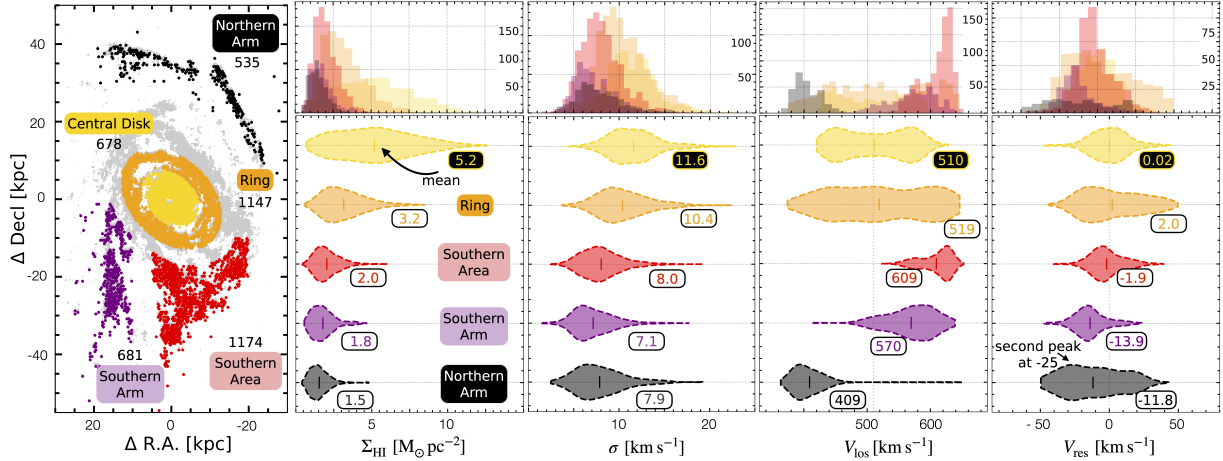 Northern
Arm
535
Central Disk
678
Ring
1147
681
Southern
Arm
1174
Southern
Area
40
20
0
-20
-40
20
0
-20
Δ Decl [kpc]
Δ R.A. [kpc]
150
100
50
150
100
50
100
50
150
100
50
75
50
25
5.2
mean
11.6
510
0.02
3.2
Ring
10.4
519
2.0
2.0
Southern
Area
8.0
609
-1.9
1.8
Southern
Arm
7.1
570
-13.9
second peak
at -25
1.5
Northern
Arm
7.9
409
-11.8
5
10
10
20
500
600
-50
0
50
Σ_HI [M_⊙ pc⁻²]
σ [km s⁻¹]
V_los [km s⁻¹]
V_res [km s⁻¹]